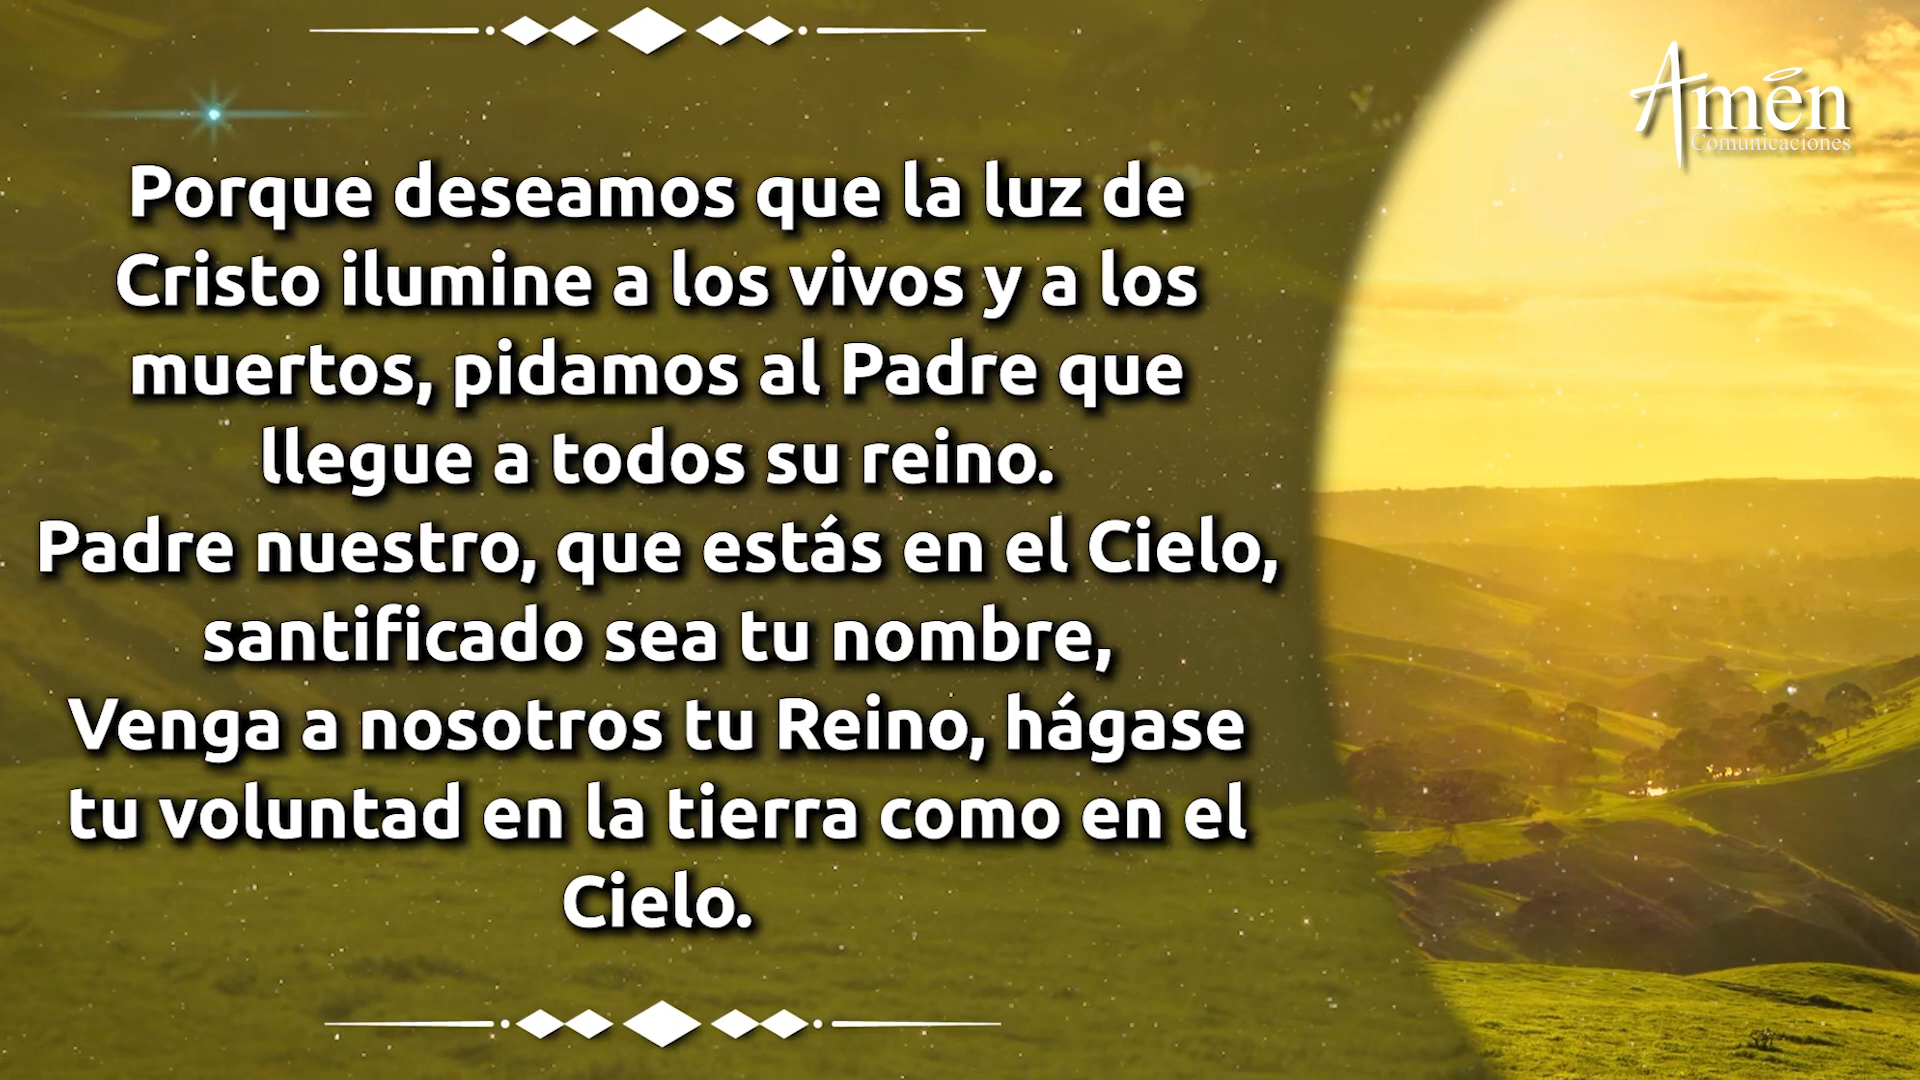 Amén
Comunicaciones
Porque deseamos que la luz de
Cristo ilumine a los vivos y a los
muertos, pidamos al Padre que
llegue a todos su reino.
Padre nuestro, que estás en el Cielo,
santificado sea tu nombre,
Venga a nosotros tu Reino, hágase
tu voluntad en la tierra como en el
Cielo.